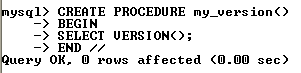 mysql> CREATE PROCEDURE my_version()
-> BEGIN
-> SELECT VERSION();
-> END //
Query OK, 0 rows affected (0.00 sec)